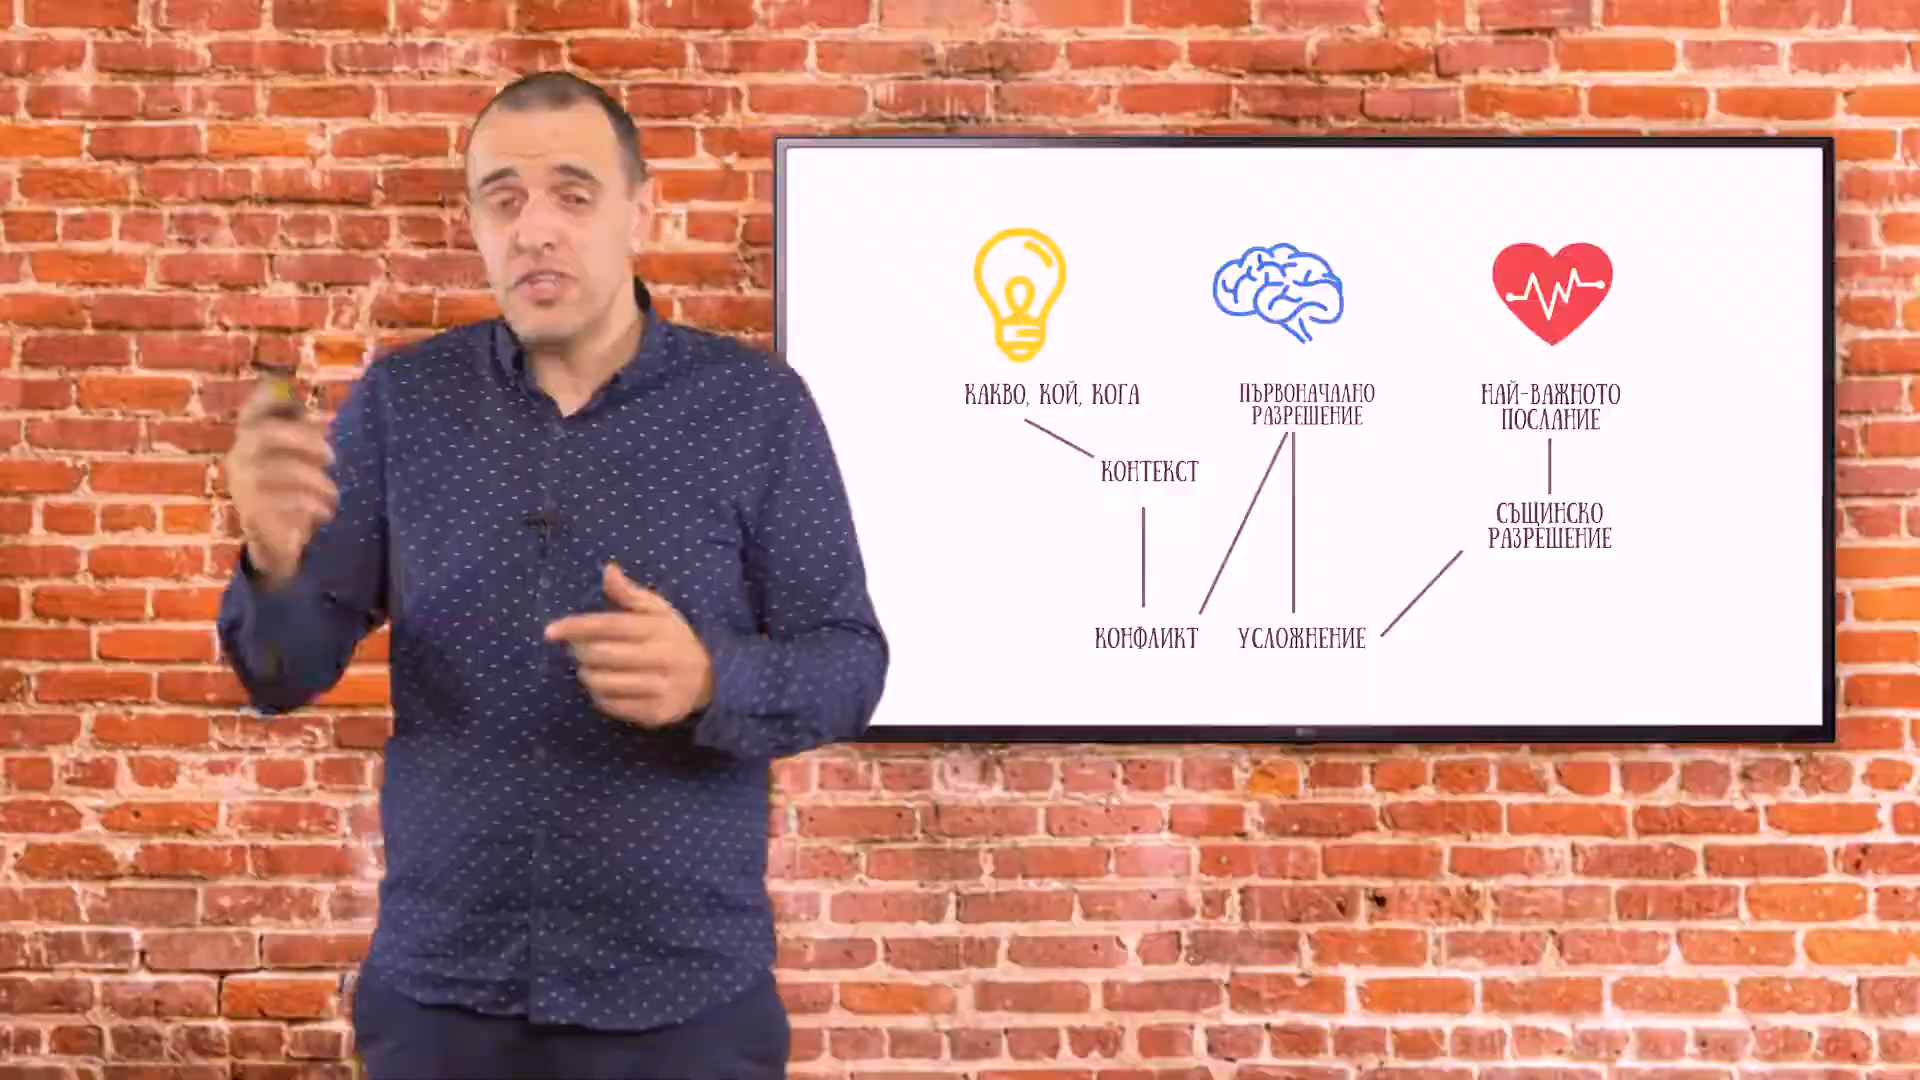 КАКВО, КОЙ, КОГА
ПЪРВОНАЧАЛНО
РАЗРЕШЕНИЕ
НАЙ-ВАЖНОТО
ПОСЛАНИЕ
КОНТЕКСТ
СЪЩИНСКО
РАЗРЕШЕНИЕ
КОНФЛИКТ
УСЛОЖНЕНИЕ